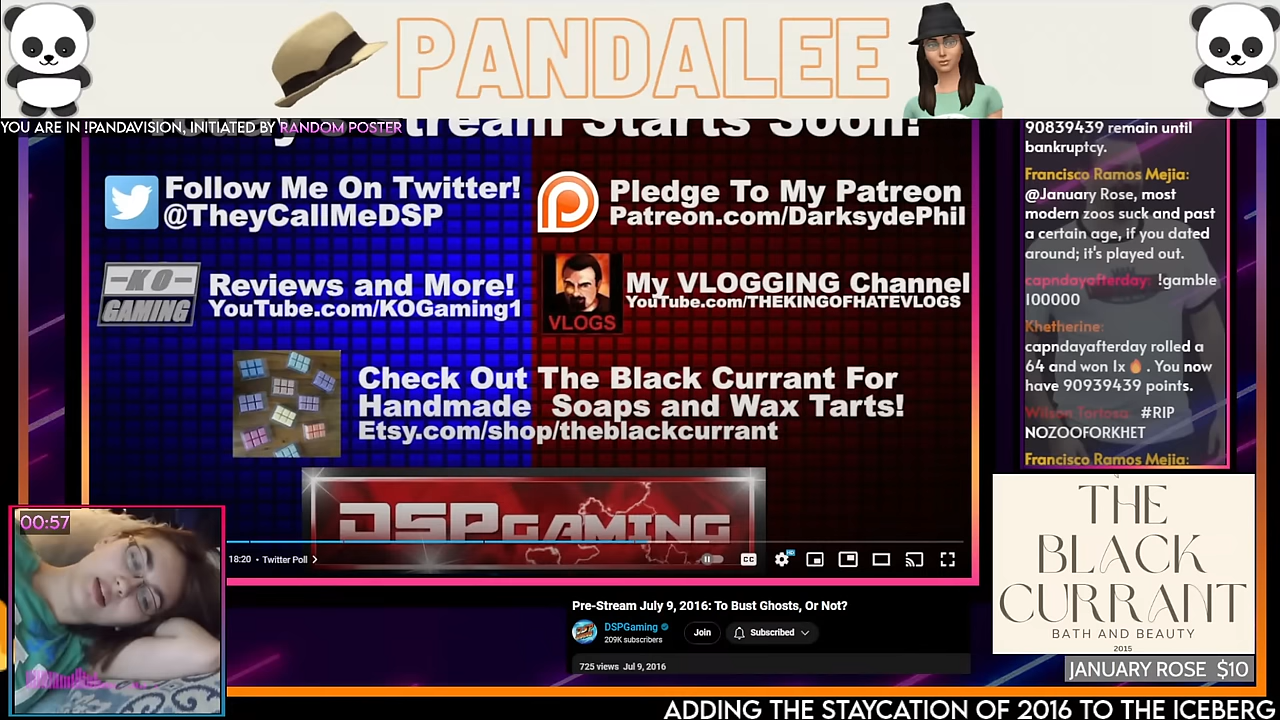 PANDALEE
YOU ARE IN !PANDAVISION, INITIATED BY RANDOM POSTER
tream Starts Soon!
Follow Me On Twitter!
@TheyCallMeDSP
Pledge To My Patreon
Patreon.com/DarksydePhil
-KO-
GAMING
Reviews and More!
YouTube.com/KOGaming1
VLOGS
My VLOGGING Channel
YouTube.com/THEKINGOFHATEVLOGS
Check Out The Black Currant For
Handmade Soaps and Wax Tarts!
Etsy.com/shop/theblackcurrant
DSPGAMING
18:20 • Twitter Poll >
CC
HD
00:57
Pre-Stream July 9, 2016: To Bust Ghosts, Or Not?
DSPGaming
209K subscribers
Join
Subscribed
725 views Jul 9, 2016
90839439 remain until
bankruptcy.
Francisco Ramos Mejia:
@January Rose, most
modern zoos suck and past
a certain age, if you dated
around; it's played out.
capndayafterday: !gamble
100000
Khetherine:
capndayafterday rolled a
64 and won 1x 🔥. You now
have 90939439 points.
Wilson Tortosa: #RIP
NOZOOFORKHET
Francisco Ramos Mejia:
THE
BLACK
CURRANT
BATH AND BEAUTY
2015
JANUARY ROSE $10
ADDING THE STAYCATION OF 2016 TO THE ICEBERG